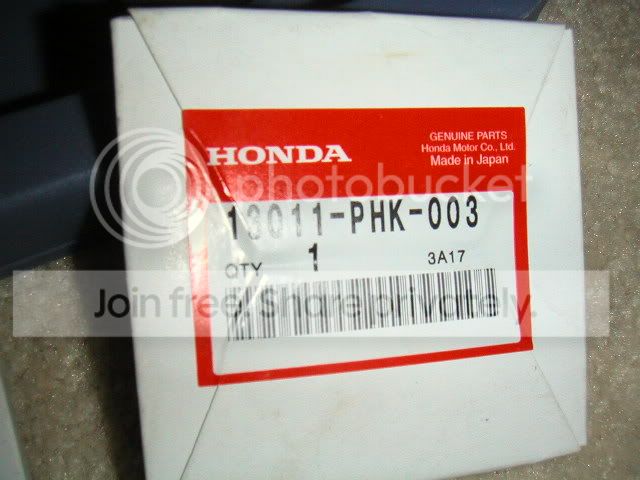 GENUINE PARTS
Honda Motor Co., Ltd.
Made in Japan
HONDA
photobucket
13011-PHK-003
QTY 1 3A17
Join free! Share privately.